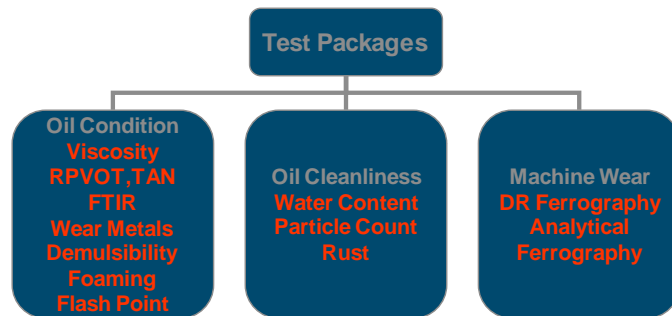 Test Packages
Oil Condition
Viscosity
RPVOT,TAN
FTIR
Wear Metals
Demulsibility
Foaming
Flash Point
Oil Cleanliness
Water Content
Particle Count
Rust
Machine Wear
DR Ferrography
Analytical
Ferrography